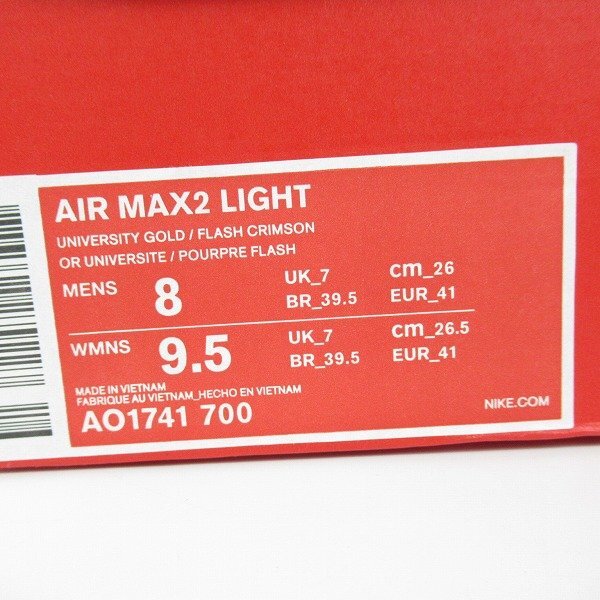 AIR MAX2 LIGHT
UNIVERSITY GOLD / FLASH CRIMSON
OR UNIVERSITE / POURPRE FLASH
MENS 8 UK_7 cm_26
BR_39.5 EUR_41
WMNS 9.5 UK_7 cm_26.5
BR_39.5 EUR_41
MADE IN VIETNAM
FABRIQUE AU VIETNAM_HECHO EN VIETNAM
AO1741 700
NIKE.COM